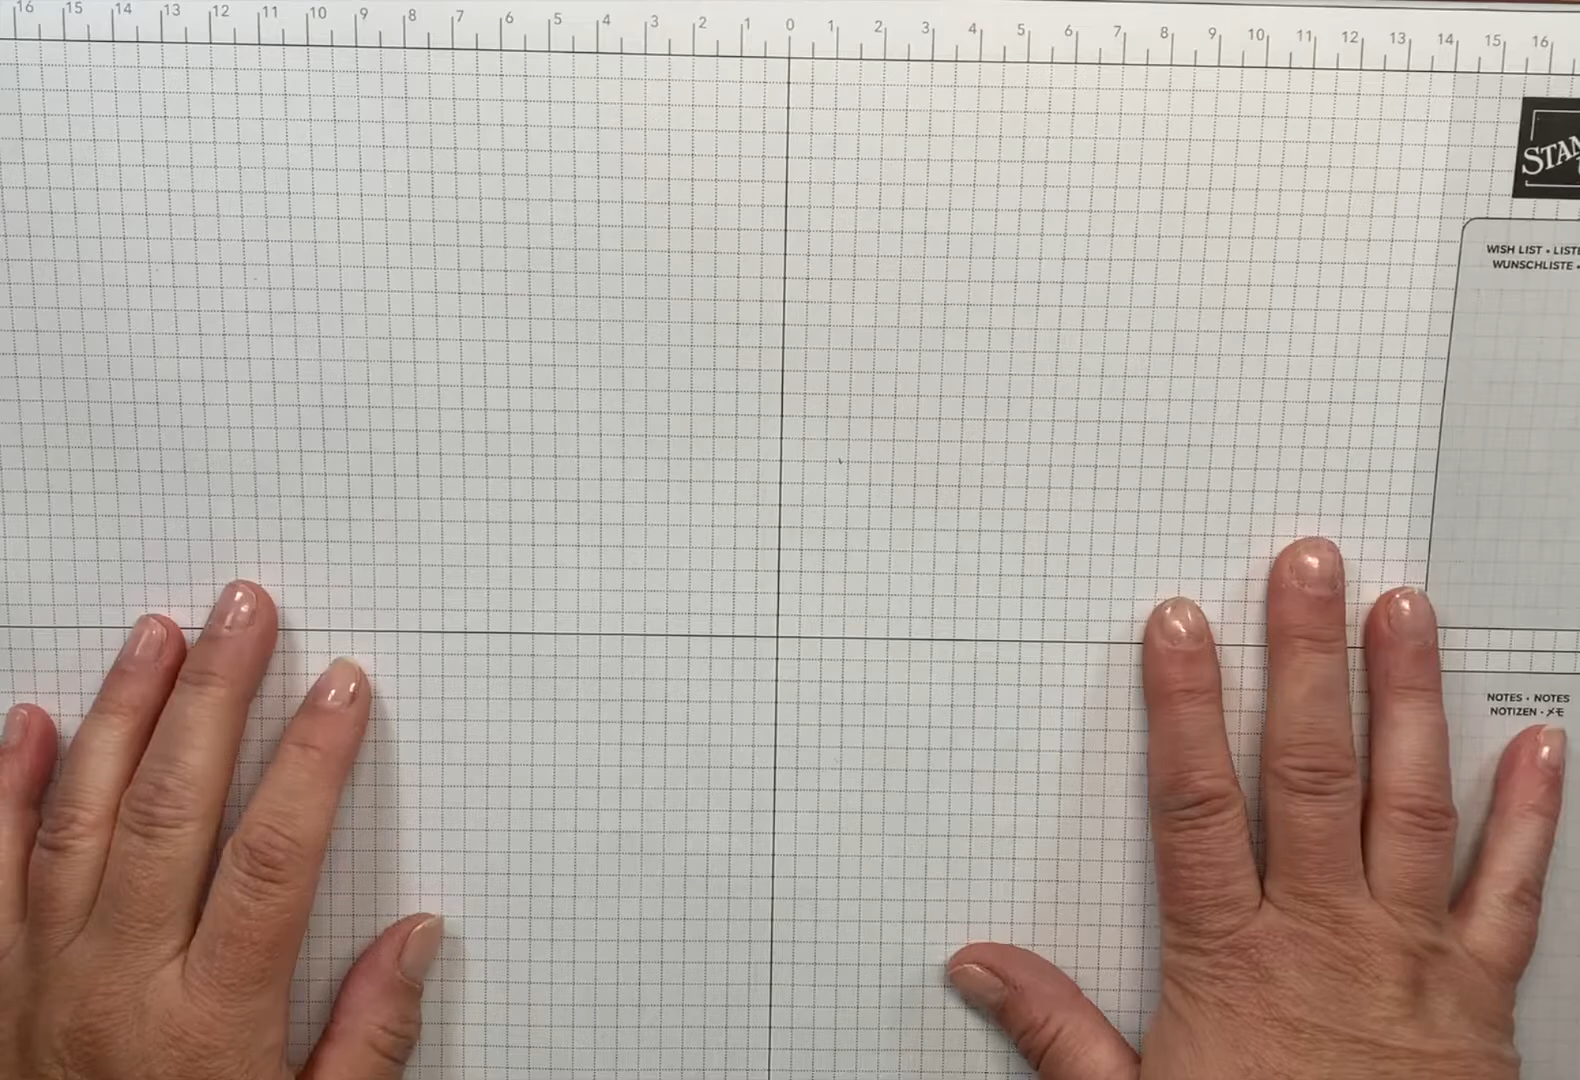 16 15 14 13 12 11 10 9 8 7 6 5 4 3 2 1 0 1 2 3 4 5 6 7 8 9 10 11 12 13 14 15 16
WISH LIST •
WUNSCHLISTE •
NOTES • NOTES
NOTIZEN • メモ